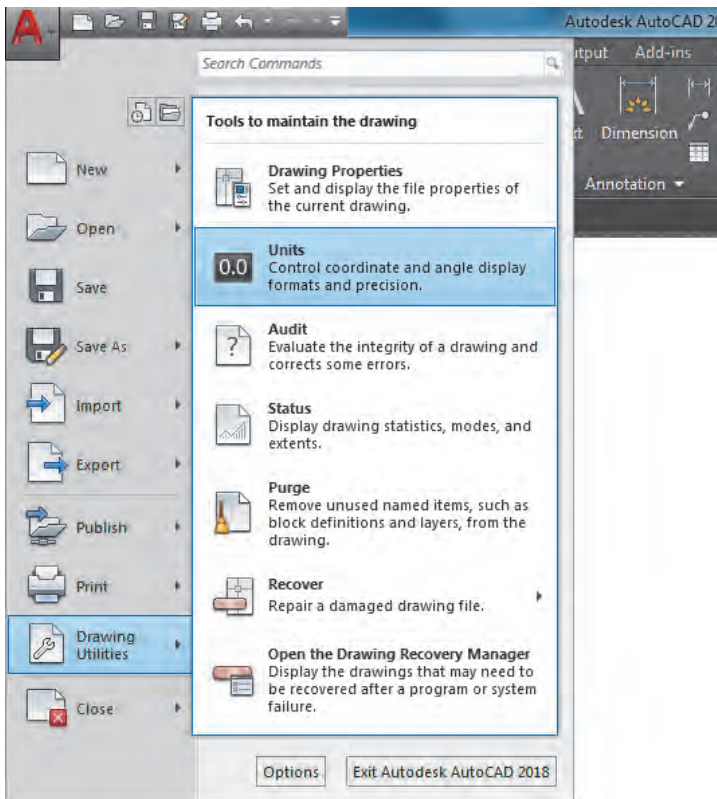 Autodesk AutoCAD 2
Search Commands
Add-ins
Tools to maintain the drawing
Dimension
Annotation
New
Open
Save
Save As
Import
Export
Publish
Print
Drawing
Utilities
Close
Drawing Properties
Set and display the file properties of
the current drawing.
0.0
Units
Control coordinate and angle display
formats and precision.
?
Audit
Evaluate the integrity of a drawing and
corrects some errors.
Status
Display drawing statistics, modes, and
extents.
Purge
Remove unused named items, such as
block definitions and layers, from the
drawing.
Recover
Repair a damaged drawing file.
Open the Drawing Recovery Manager
Display the drawings that may need to
be recovered after a program or system
failure.
Options
Exit Autodesk AutoCAD 2018